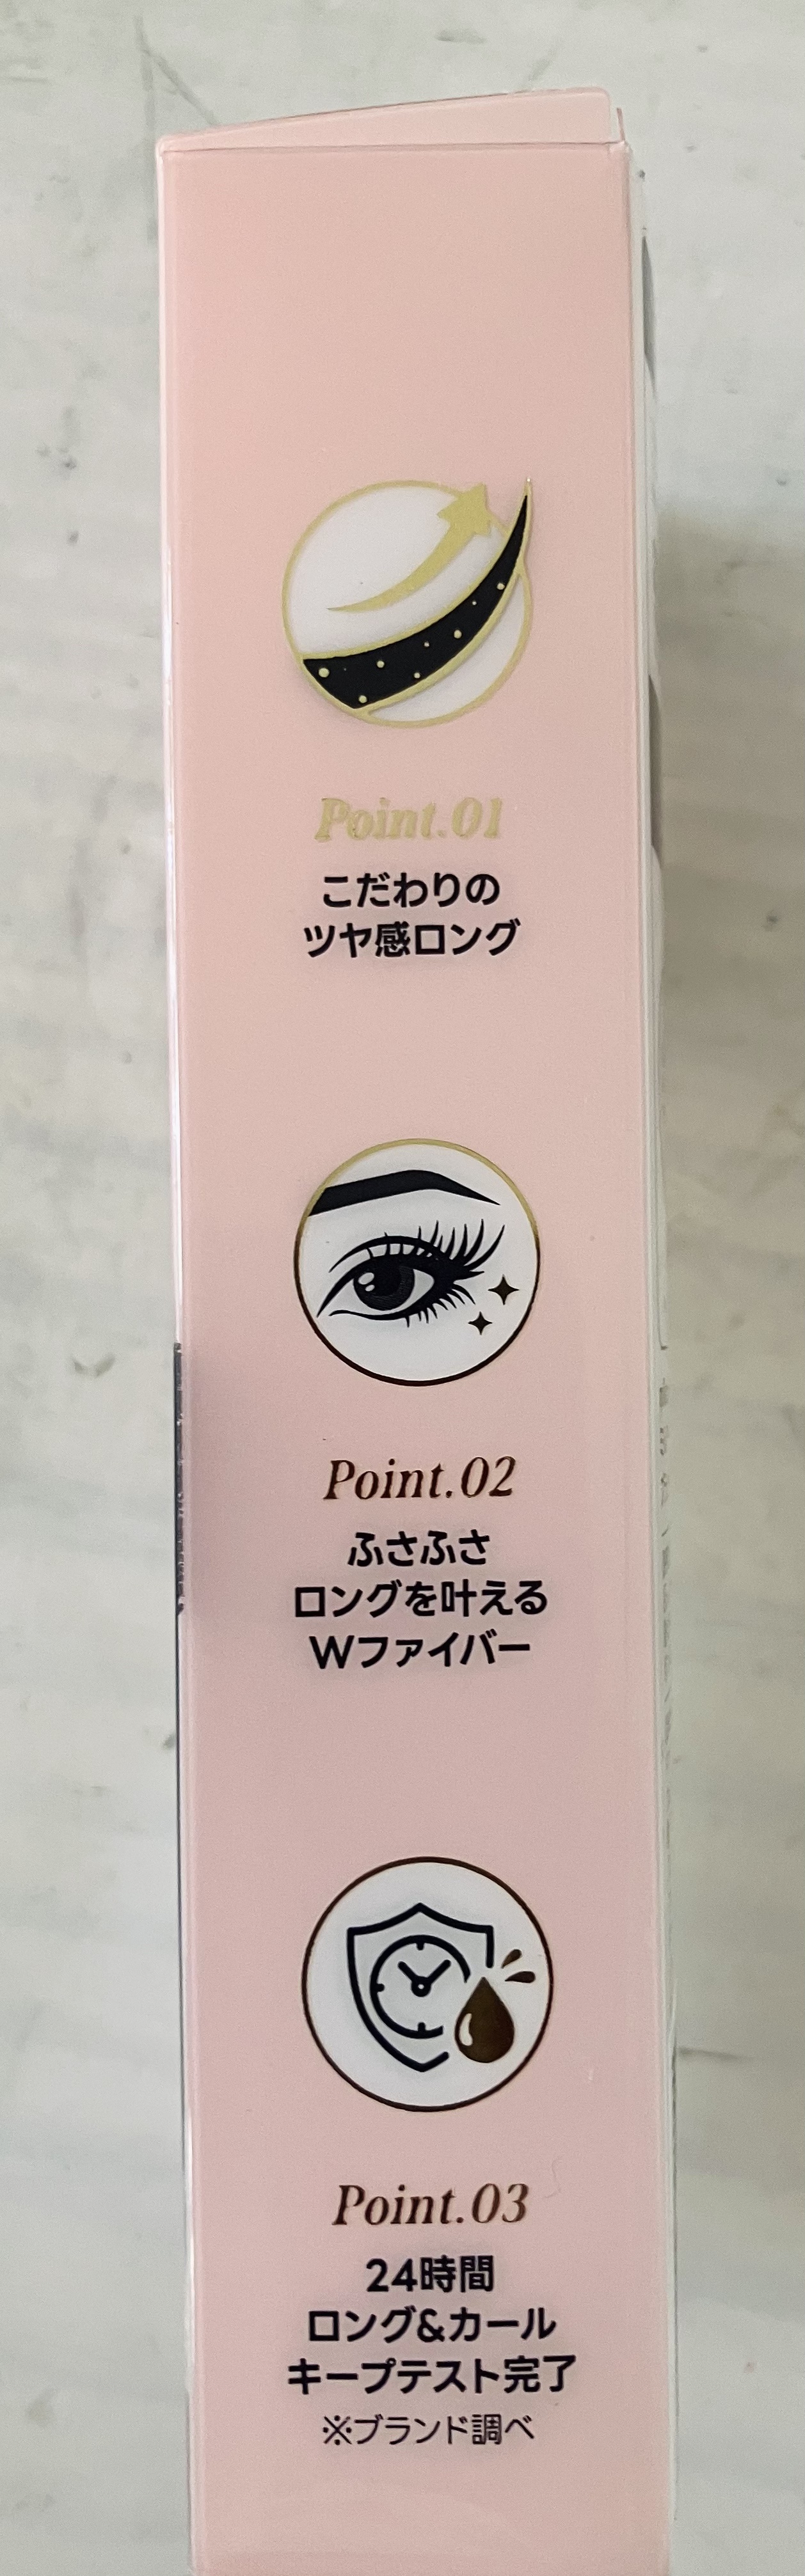 Point.01
こだわりの
ツヤ感ロング
Point.02
ふさふさ
ロングを叶える
Wファイバー
Point.03
24時間
ロング&カール
キープテスト完了
※ブランド調べ